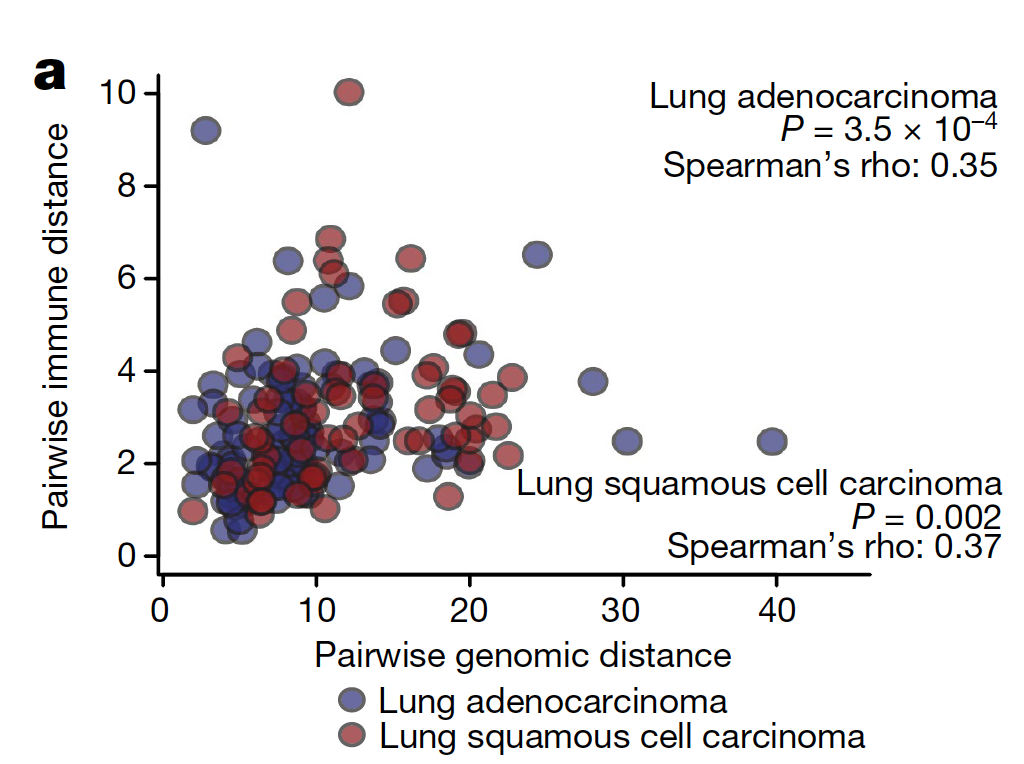 a
10
8
6
4
2
0
Pairwise immune distance
Lung adenocarcinoma
P = 3.5 × 10⁻⁴
Spearman’s rho: 0.35
Lung squamous cell carcinoma
P = 0.002
Spearman’s rho: 0.37
0 10 20 30 40
Pairwise genomic distance
Lung adenocarcinoma
Lung squamous cell carcinoma